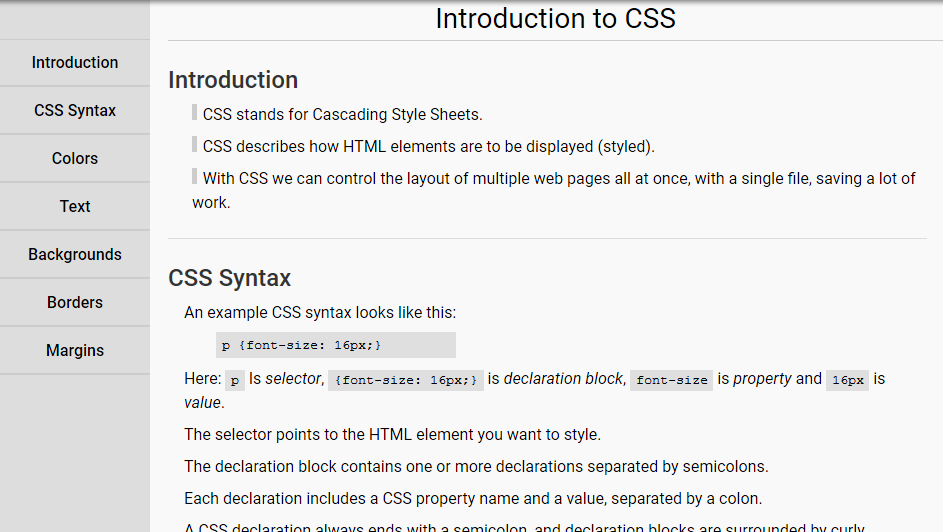 Introduction to CSS
Introduction
CSS Syntax
Colors
Text
Backgrounds
Borders
Margins
Introduction
CSS stands for Cascading Style Sheets.
CSS describes how HTML elements are to be displayed (styled).
With CSS we can control the layout of multiple web pages all at once, with a single file, saving a lot of
work.
CSS Syntax
An example CSS syntax looks like this:
p {font-size: 16px;}
Here: p Is selector, {font-size: 16px;} is declaration block, font-size is property and 16px is
value.
The selector points to the HTML element you want to style.
The declaration block contains one or more declarations separated by semicolons.
Each declaration includes a CSS property name and a value, separated by a colon.
A CSS declaration always ends with a semicolon, and declaration blocks are surrounded by curly